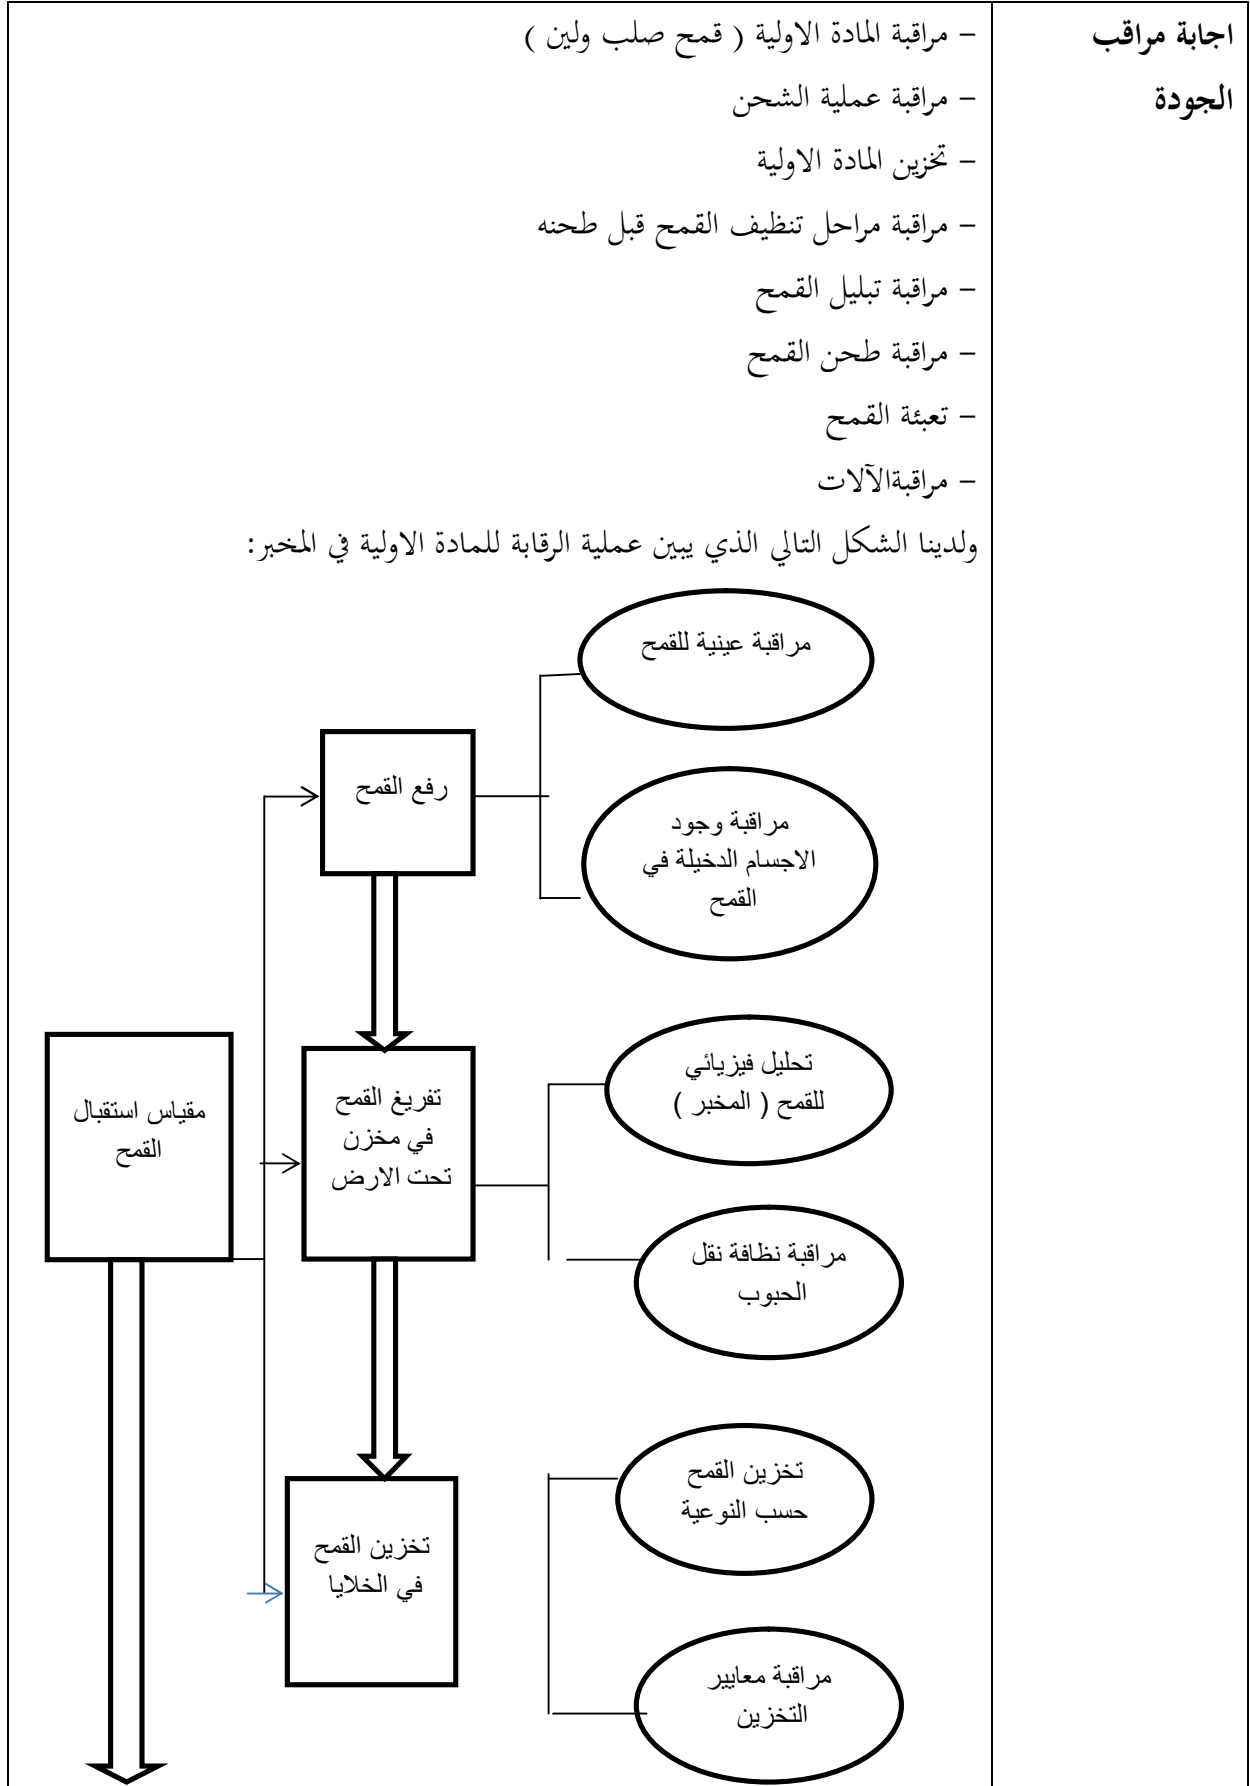 اجابة مراقب
الجودة
– مراقبة المادة الاولية ( قمح صلب ولين )
– مراقبة عملية الشحن
– تخزين المادة الاولية
– مراقبة مراحل تنظيف القمح قبل طحنه
– مراقبة تبليل القمح
– مراقبة طحن القمح
– تعبئة القمح
– مراقبةالآلات
ولدينا الشكل التالي الذي يبين عملية الرقابة للمادة الاولية في المخبر:
مراقبة عينية للقمح
رفع القمح
مراقبة وجود
الاجسام الدخيلة في
القمح
مقياس استقبال
القمح
تفريغ القمح
في مخزن
تحت الارض
تحليل فيزيائي
للقمح ( المخبر )
مراقبة نظافة نقل
الحبوب
تخزين القمح
حسب النوعية
تخزين القمح
في الخلايا
مراقبة معايير
التخزين